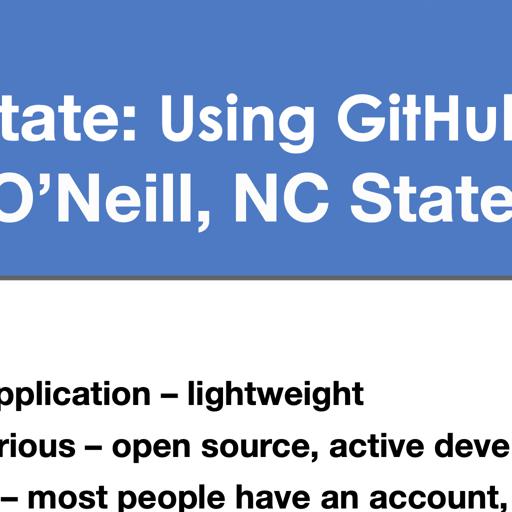 tate: Using GitHu
O’Neill, NC State
pplication – lightweight
rious – open source, active deve
– most people have an account,